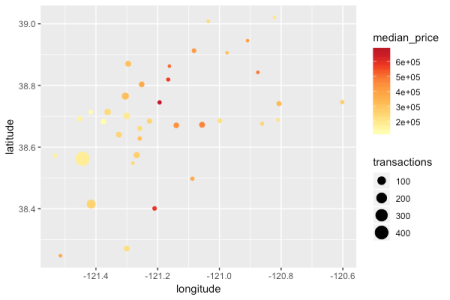 median_price
6e+05
5e+05
4e+05
3e+05
2e+05
transactions
100
200
300
400
39.0
38.8
38.6
38.4
latitude
-121.4
-121.2
-121.0
-120.8
-120.6
longitude